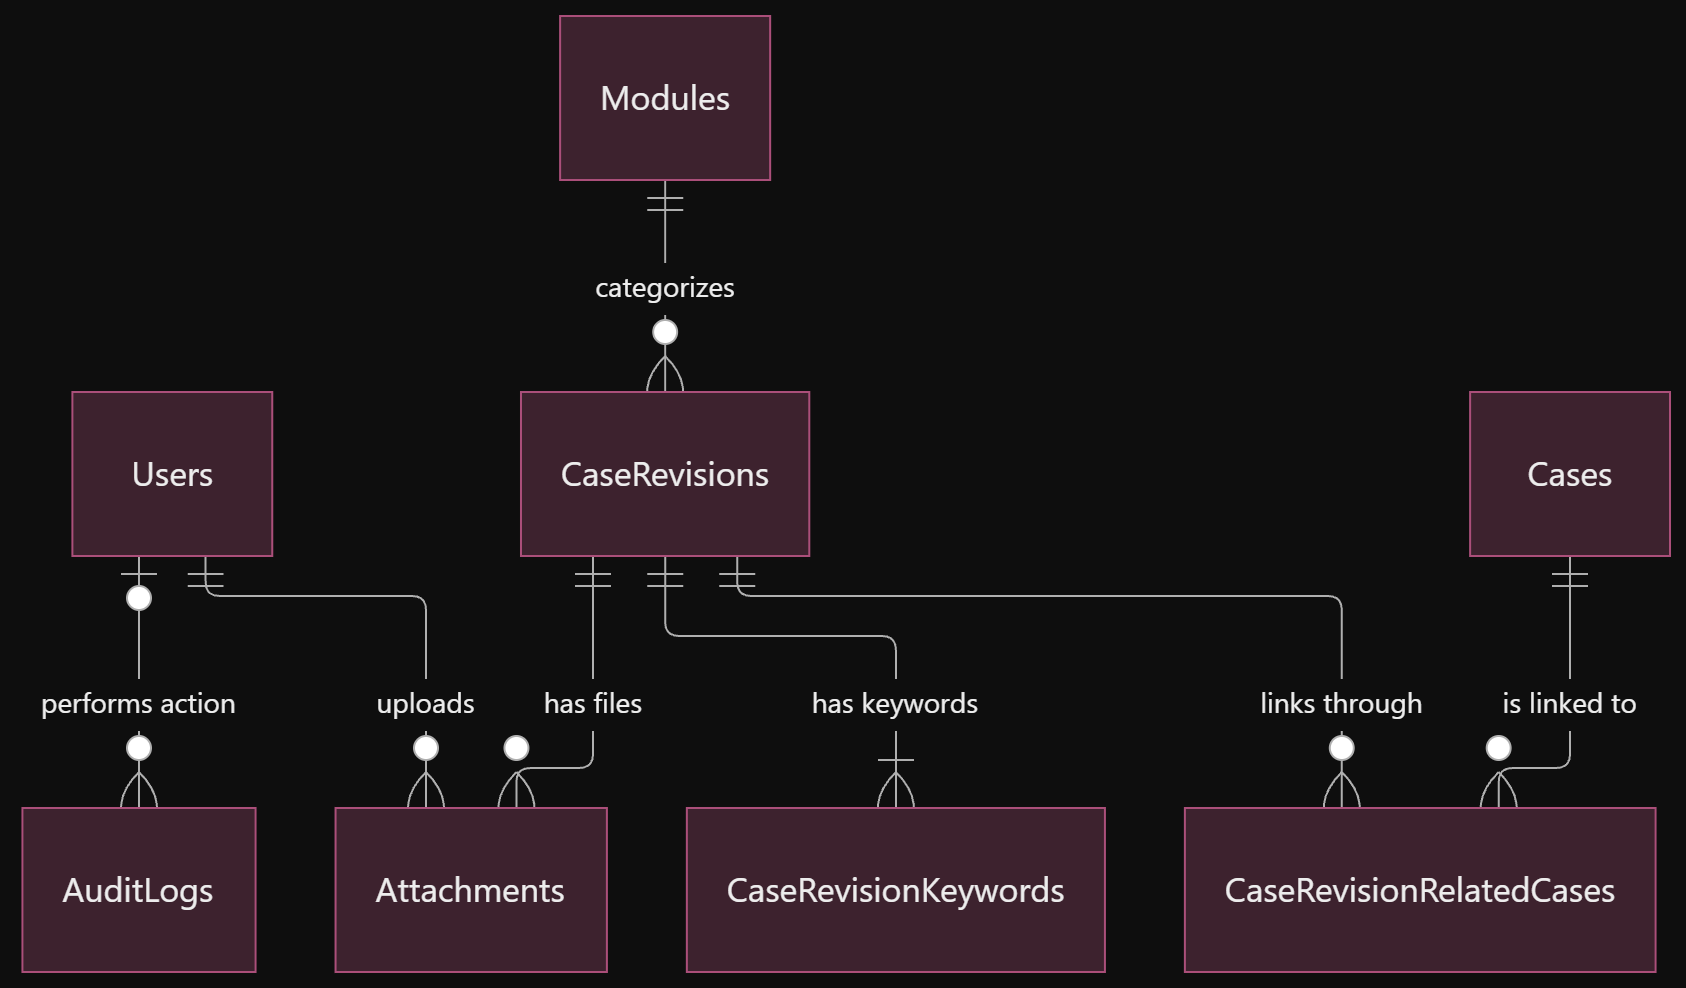 Modules
categorizes
Users
CaseRevisions
Cases
performs action
uploads
has files
has keywords
links through
is linked to
AuditLogs
Attachments
CaseRevisionKeywords
CaseRevisionRelatedCases